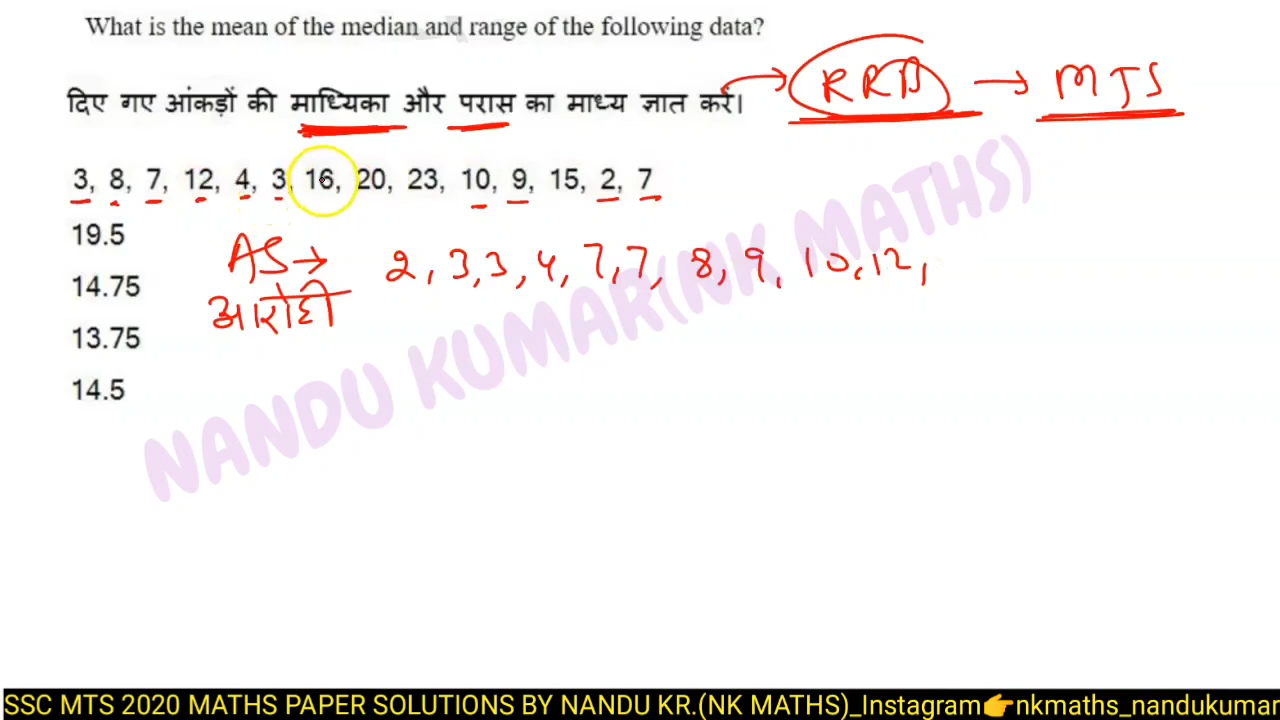 What is the mean of the median and range of the following data?
RRB → MTS
दिए गए आंकड़ों की माध्यिका और परास का माध्य ज्ञात करें।
3, 8, 7, 12, 4, 3, 16, 20, 23, 10, 9, 15, 2, 7
19.5
AS → 2, 3, 3, 4, 7, 7, 8, 9, 10, 12,
14.75
आरोही
13.75
14.5
NANDU KUMAR(NK MATHS)
SSC MTS 2020 MATHS PAPER SOLUTIONS BY NANDU KR.(NK MATHS)_Instagram👉nkmaths_nandukumar